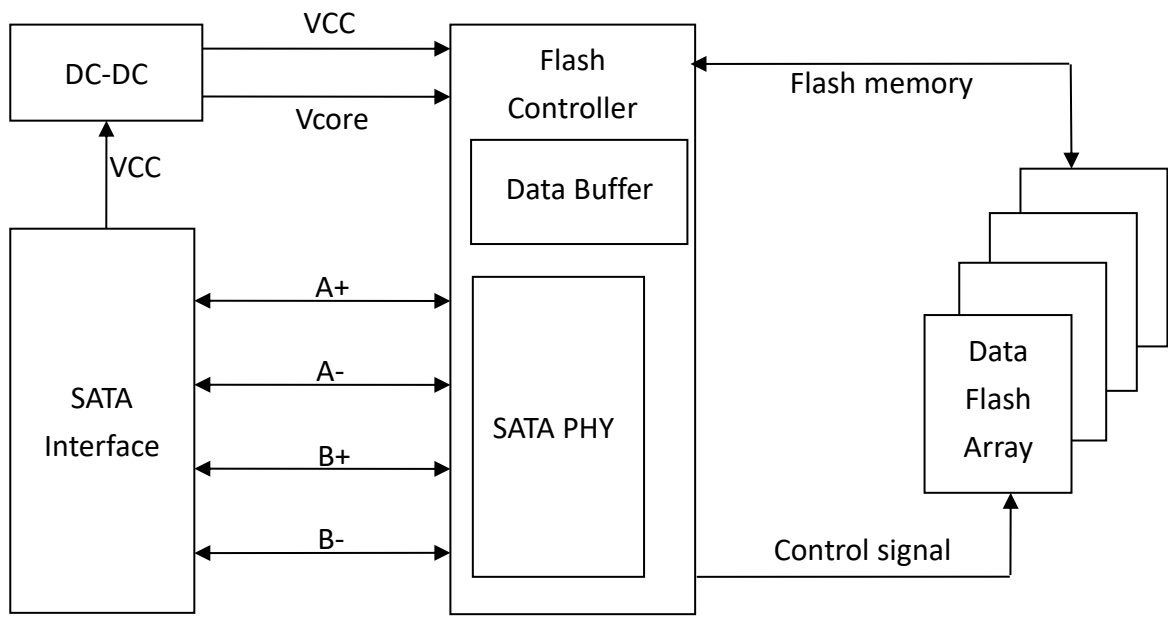 VCC
DC-DC
Vcore
VCC
Flash
Controller
Data Buffer
Flash memory
A+
A-
B+
B-
SATA
Interface
SATA PHY
Data
Flash
Array
Control signal